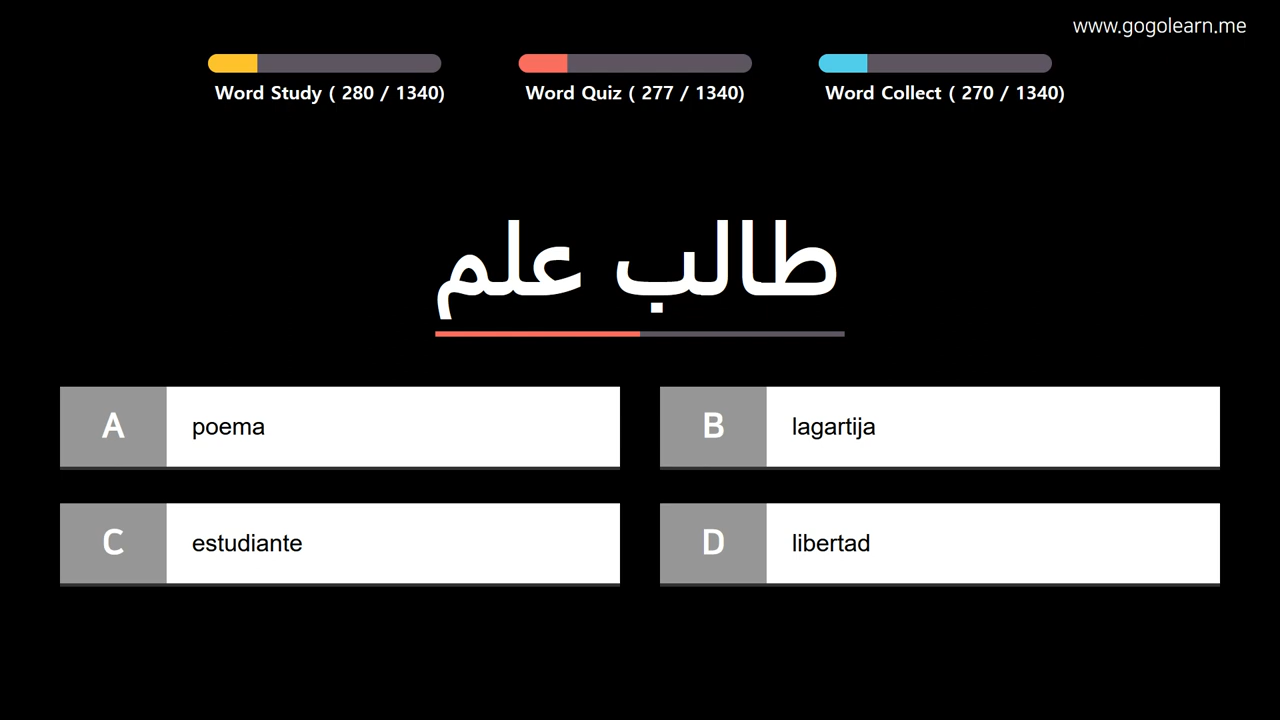 www.gogolearn.me
Word Study ( 280 / 1340)
Word Quiz ( 277 / 1340)
Word Collect ( 270 / 1340)
طالب علم
A poema
B lagartija
C estudiante
D libertad